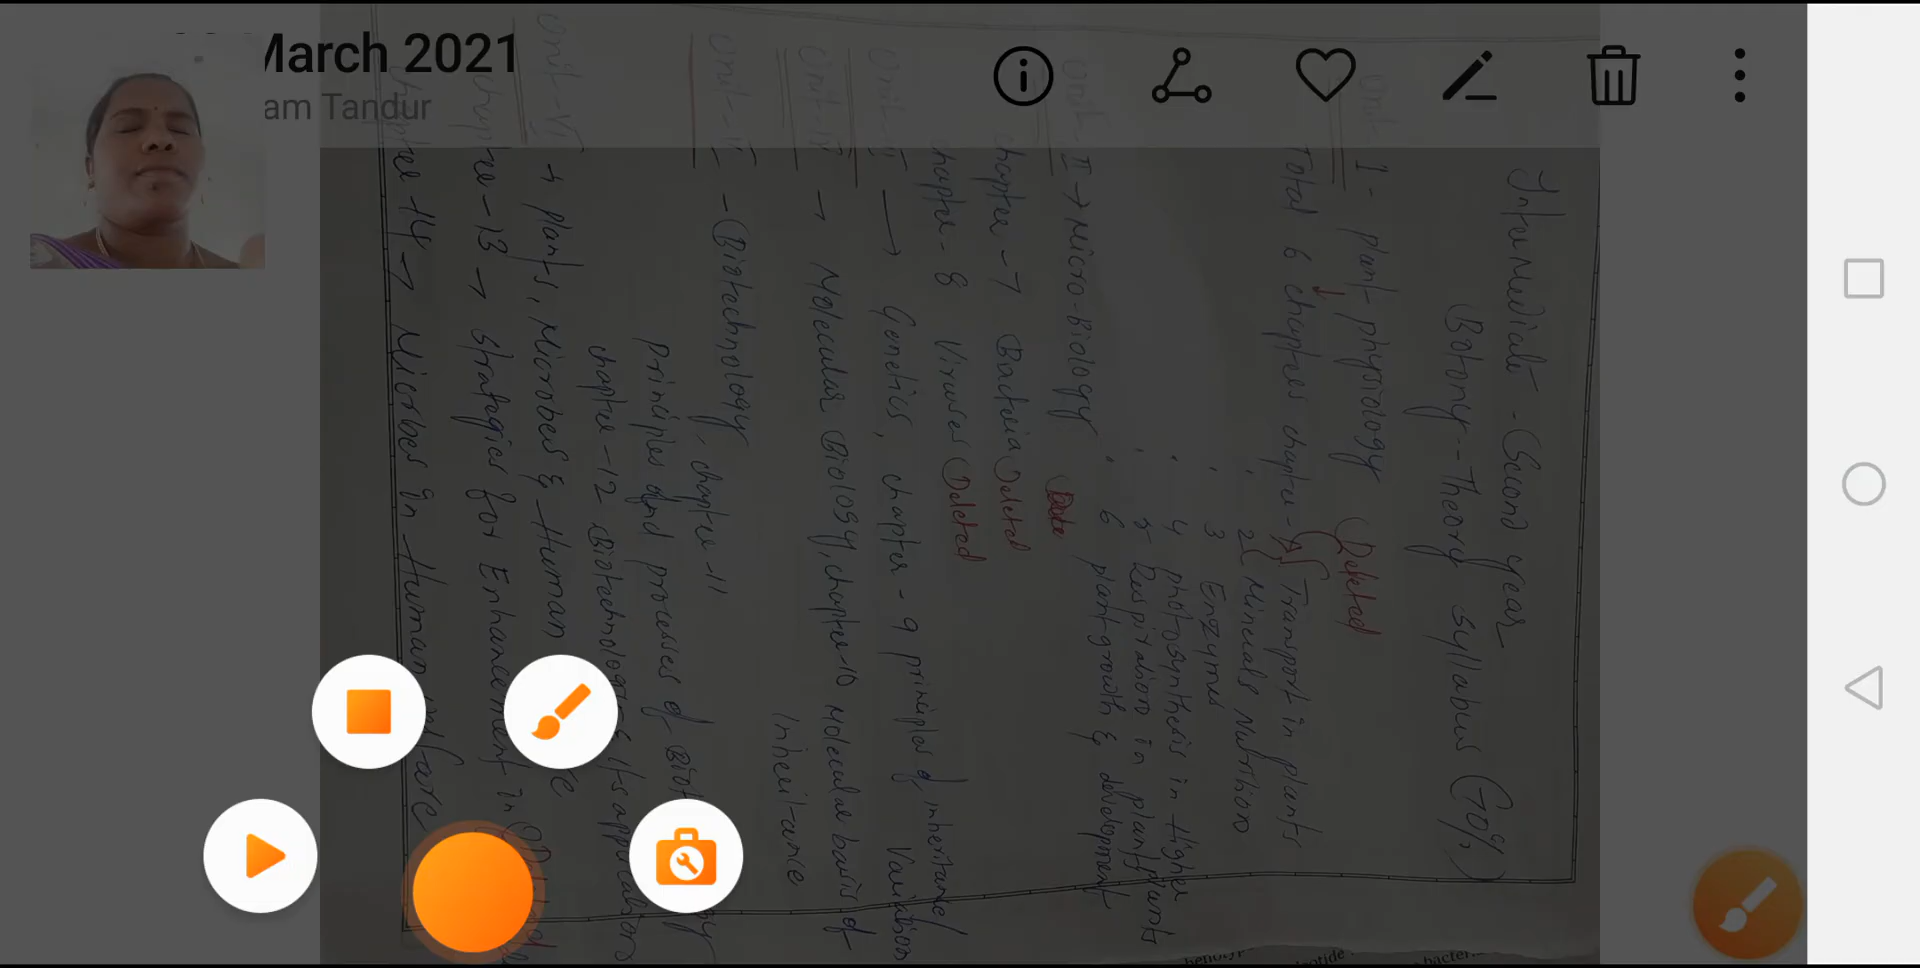 March 2021
am Tandur
Intermediate - Second year
Botany - Theory Syllabus (70%)
Unit - I - plant physiology Deleted
Total 6 chapters chapter - 1 Transport in plants
2 Minerals Nutrition
3 Enzymes
4 photosynthesis in Higher plants
5 Respiration in plants
6 plant growth & development
Unit - II → Micro-Biology
chapter - 7 Bacteria Deleted
chapter - 8 Viruses Deleted
Unit - III → Genetics, chapter - 9 principles of inheritance/ Variation
Unit - IV → Molecular Biology, chapter-10 Molecular basis of
inheritance
Unit - V - Biotechnology, chapter - 11
principles and processes of
chapter - 12 Biotechnology & its applications
Unit - VI → plants, Microbes & Human
chapter - 13 → strategies for Enhancement in
chapter - 14 → Microbes in Human welfare